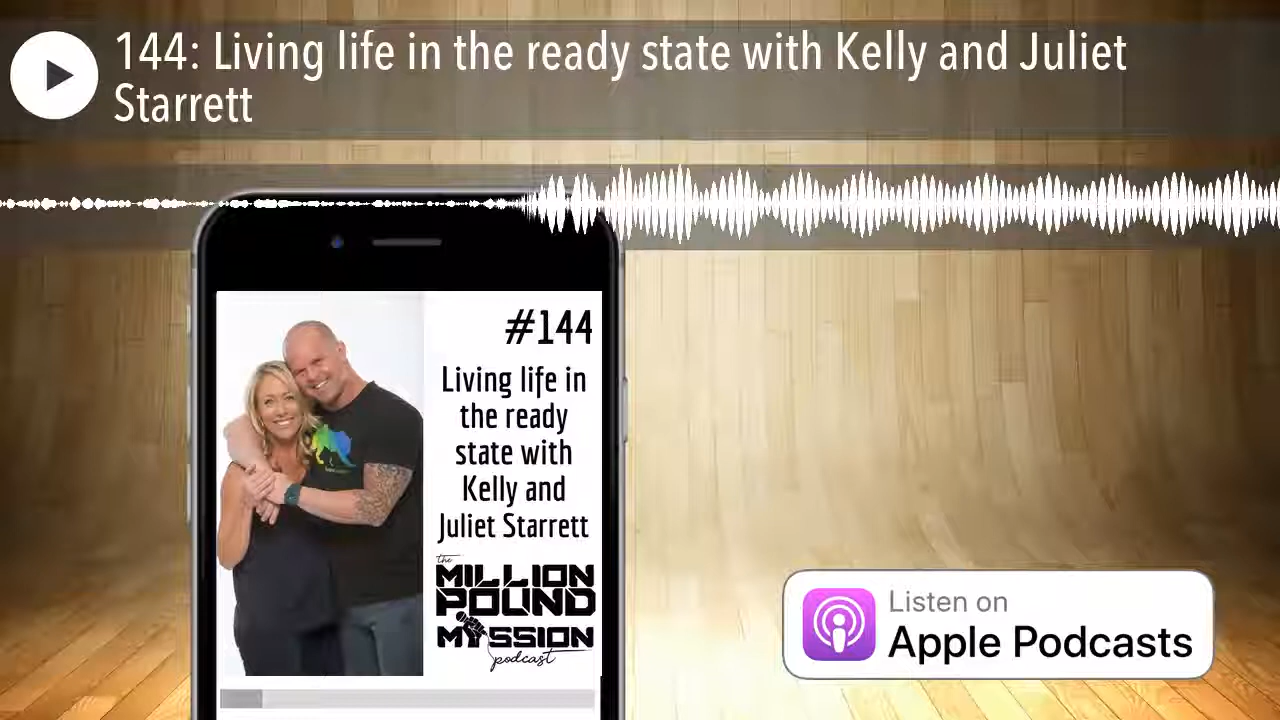 144: Living life in the ready state with Kelly and Juliet
Starrett
#144
Living life in
the ready
state with
Kelly and
Juliet Starrett
the
MILLION
POUND
MISSION
podcast
Listen on
Apple Podcasts